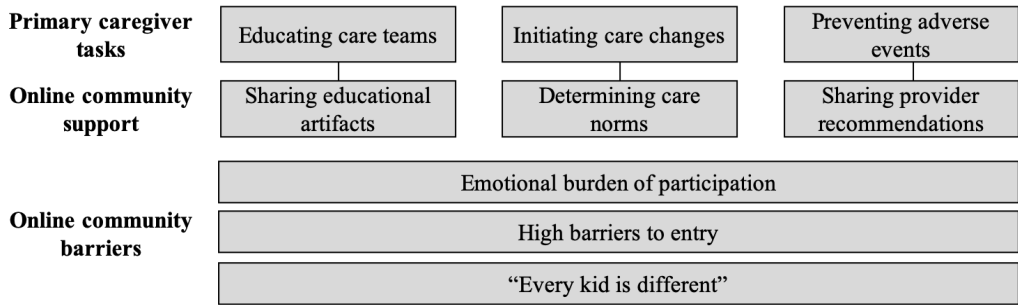 Primary caregiver
tasks
Educating care teams
Initiating care changes
Preventing adverse
events
Online community
support
Sharing educational
artifacts
Determining care
norms
Sharing provider
recommendations
Online community
barriers
Emotional burden of participation
High barriers to entry
“Every kid is different”